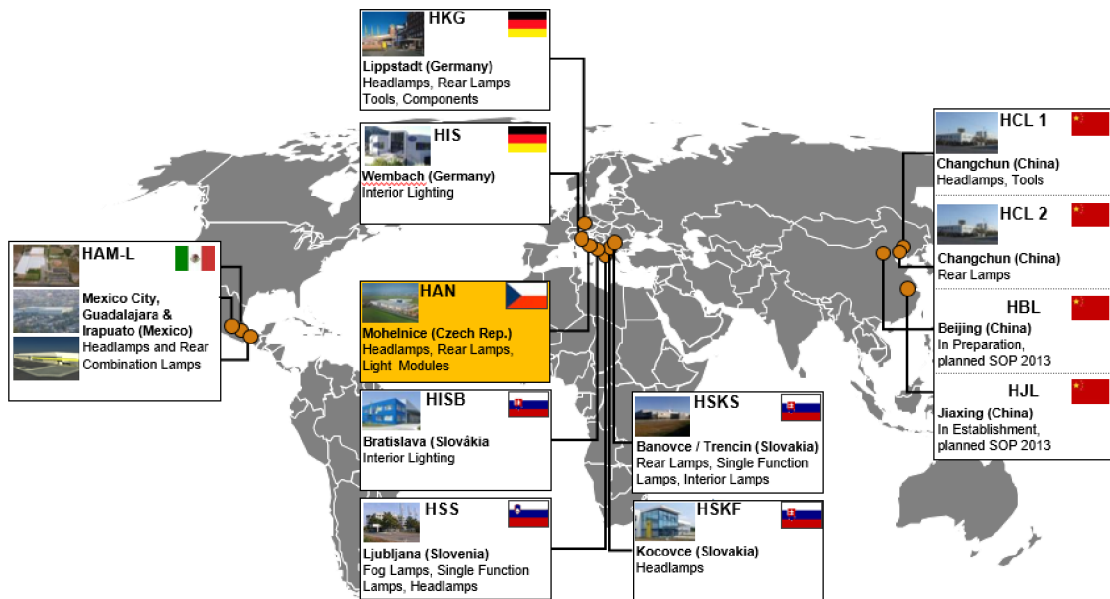 HKG
Lippstadt (Germany)
Headlamps, Rear Lamps
Tools, Components
HIS
Wembach (Germany)
Interior Lighting
HAM-L
Mexico City,
Guadalajara &
Irapuato (Mexico)
Headlamps and Rear
Combination Lamps
HAN
Mohelnice (Czech Rep.)
Headlamps, Rear Lamps,
Light Modules
HISB
Bratislava (Slovákia
Interior Lighting
HSS
Ljubljana (Slovenia)
Fog Lamps, Single Function
Lamps, Headlamps
HSKS
Banovce / Trencin (Slovakia)
Rear Lamps, Single Function
Lamps, Interior Lamps
HSKF
Kocovce (Slovakia)
Headlamps
HCL 1
Changchun (China)
Headlamps, Tools
HCL 2
Changchun (China)
Rear Lamps
HBL
Beijing (China)
In Preparation,
planned SOP 2013
HJL
Jiaxing (China)
In Establishment,
planned SOP 2013